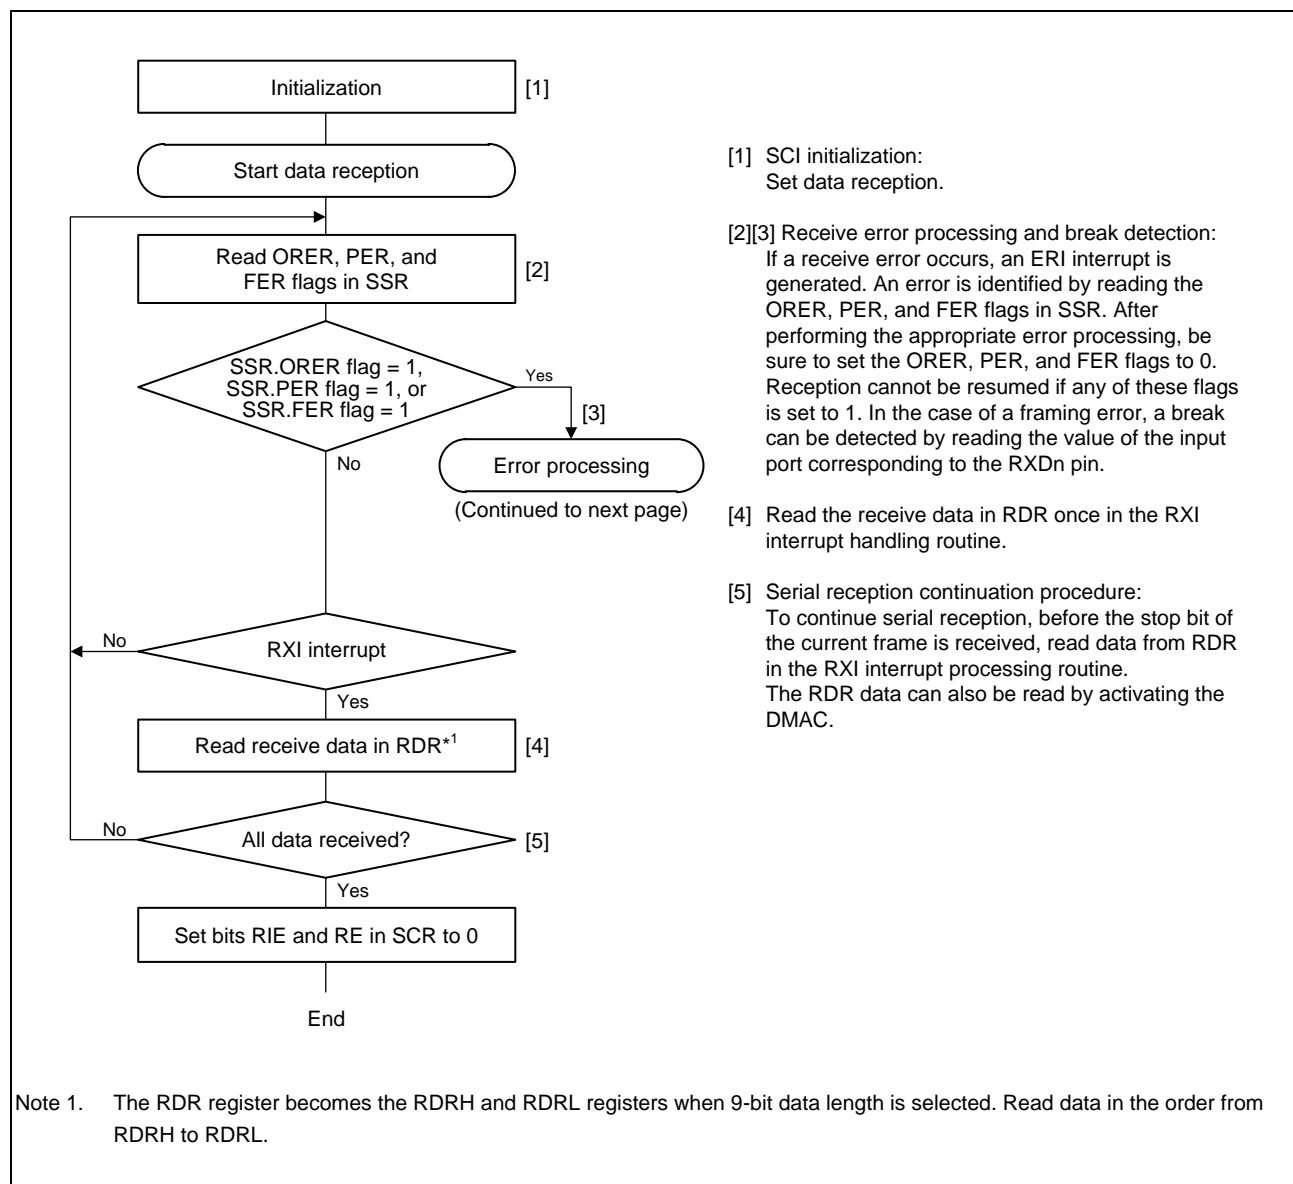 Initialization
[1]
Start data reception
Read ORER, PER, and
FER flags in SSR
[2]
SSR.ORER flag = 1,
SSR.PER flag = 1, or
SSR.FER flag = 1
Yes
[3]
No
Error processing
(Continued to next page)
RXI interrupt
No
Yes
Read receive data in RDR*1
[4]
No
All data received?
[5]
Yes
Set bits RIE and RE in SCR to 0
End
[1] SCI initialization:
Set data reception.
[2][3] Receive error processing and break detection:
If a receive error occurs, an ERI interrupt is
generated. An error is identified by reading the
ORER, PER, and FER flags in SSR. After
performing the appropriate error processing, be
sure to set the ORER, PER, and FER flags to 0.
Reception cannot be resumed if any of these flags
is set to 1. In the case of a framing error, a break
can be detected by reading the value of the input
port corresponding to the RXDn pin.
[4] Read the receive data in RDR once in the RXI
interrupt handling routine.
[5] Serial reception continuation procedure:
To continue serial reception, before the stop bit of
the current frame is received, read data from RDR
in the RXI interrupt processing routine.
The RDR data can also be read by activating the
DMAC.
Note 1. The RDR register becomes the RDRH and RDRL registers when 9-bit data length is selected. Read data in the order from
RDRH to RDRL.